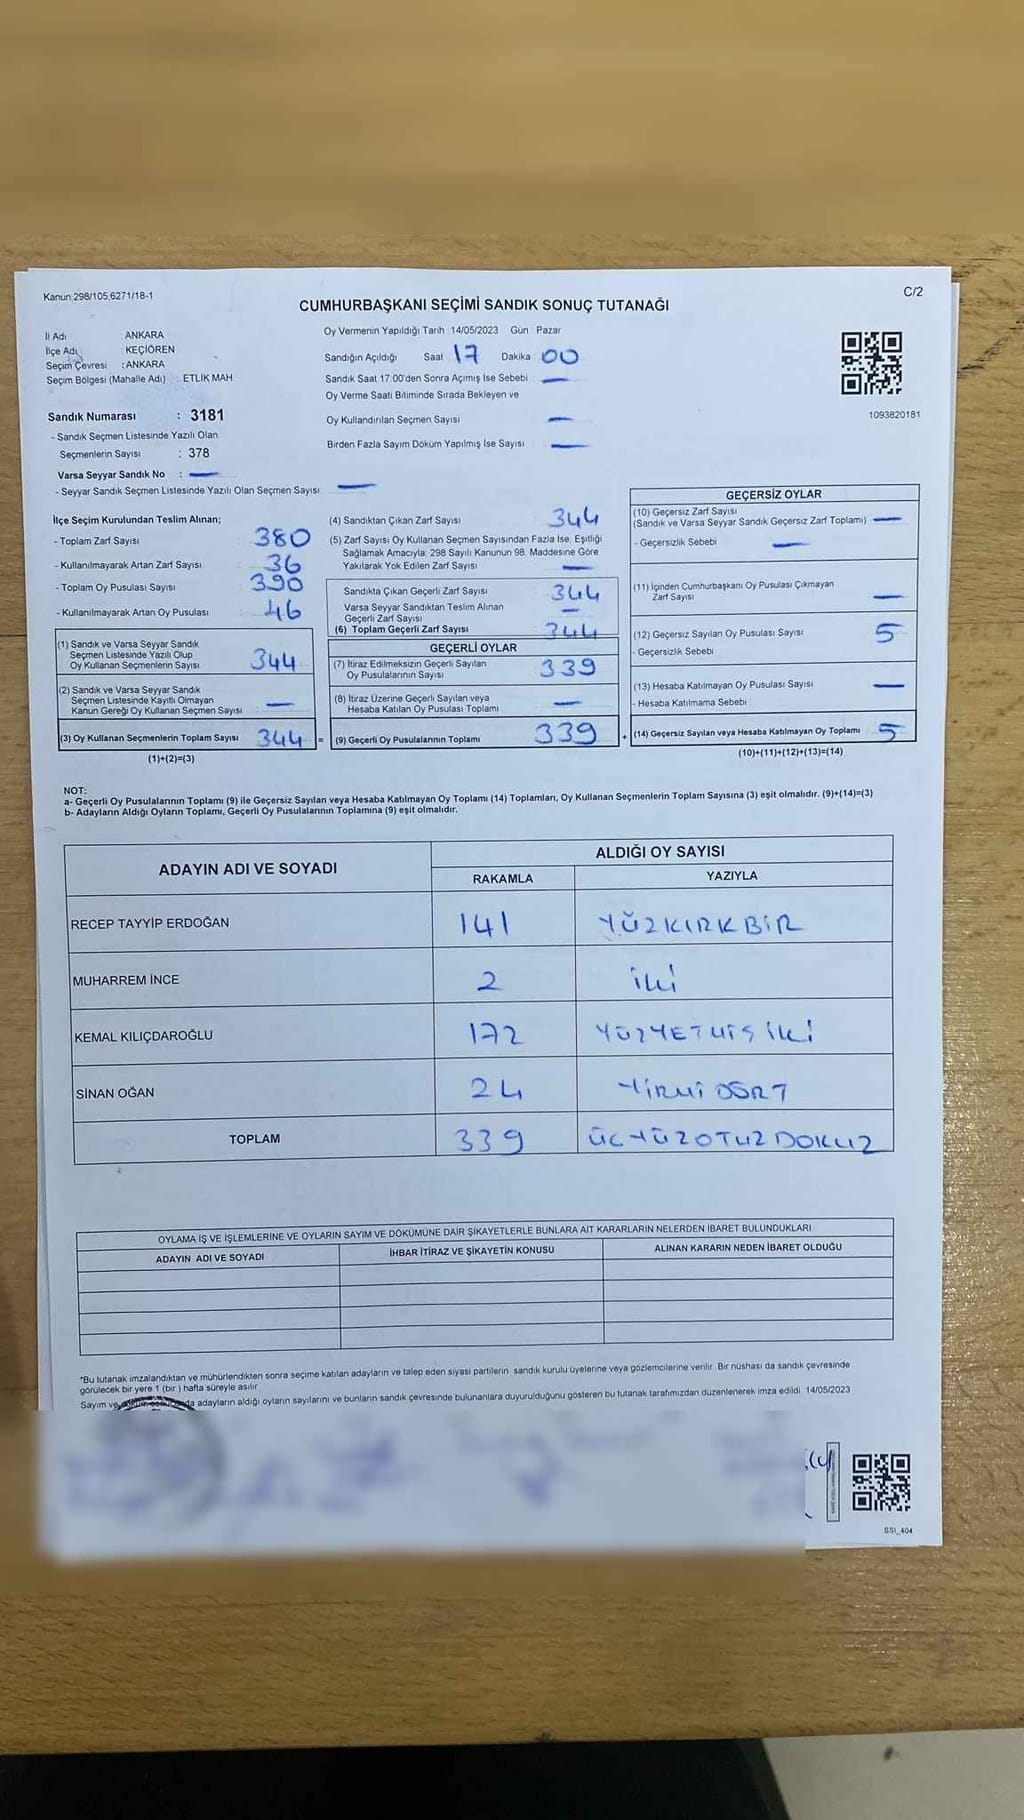 Kanun:298/105,6271/18-1
C/2
CUMHURBAŞKANI SEÇİMİ SANDIK SONUÇ TUTANAĞI
İl Adı : ANKARA
İlçe Adı : KEÇİÖREN
Seçim Çevresi : ANKARA
Seçim Bölgesi (Mahalle Adı) : ETLİK MAH
Sandık Numarası : 3181
- Sandık Seçmen Listesinde Yazılı Olan
Seçmenlerin Sayısı : 378
Varsa Seyyar Sandık No : —
- Seyyar Sandık Seçmen Listesinde Yazılı Olan Seçmen Sayısı —
Oy Vermenin Yapıldığı Tarih : 14/05/2023 Gün Pazar
Sandığın Açıldığı Saat 17 Dakika 00
Sandık Saat 17:00'den Sonra Açımış İse Sebebi —
Oy Verme Saati Bitiminde Sırada Bekleyen ve
Oy Kullandırılan Seçmen Sayısı —
Birden Fazla Sayım Döküm Yapılmış İse Sayısı —
1093820181
İlçe Seçim Kurulundan Teslim Alınan;
- Toplam Zarf Sayısı 380
- Kullanılmayarak Artan Zarf Sayısı 36
- Toplam Oy Pusulası Sayısı 390
- Kullanılmayarak Artan Oy Pusulası 46
(1) Sandık ve Varsa Seyyar Sandık
Seçmen Listesinde Yazılı Olup
Oy Kullanan Seçmenlerin Sayısı 344
(2) Sandık ve Varsa Seyyar Sandık
Seçmen Listesinde Kayıtlı Olmayan
Kanun Gereği Oy Kullanan Seçmen Sayısı —
(3) Oy Kullanan Seçmenlerin Toplam Sayısı 344 =
(1)+(2)=(3)
(4) Sandıktan Çıkan Zarf Sayısı 344
(5) Zarf Sayısı Oy Kullanan Seçmen Sayısından Fazla İse, Eşitliği
Sağlamak Amacıyla; 298 Sayılı Kanunun 98. Maddesine Göre
Yakılarak Yok Edilen Zarf Sayısı —
Sandıkta Çıkan Geçerli Zarf Sayısı 344
Varsa Seyyar Sandıktan Teslim Alınan
Geçerli Zarf Sayısı —
(6) Toplam Geçerli Zarf Sayısı 344
GEÇERLİ OYLAR
(7) İtiraz Edilmeksizin Geçerli Sayılan
Oy Pusulalarının Sayısı 339
(8) İtiraz Üzerine Geçerli Sayılan veya
Hesaba Katılan Oy Pusulası Toplamı —
(9) Geçerli Oy Pusulalarının Toplamı 339 +
GEÇERSİZ OYLAR
(10) Geçersiz Zarf Sayısı
(Sandık ve Varsa Seyyar Sandık Geçersiz Zarf Toplamı) —
- Geçersizlik Sebebi —
(11) İçinden Cumhurbaşkanı Oy Pusulası Çıkmayan
Zarf Sayısı —
(12) Geçersiz Sayılan Oy Pusulası Sayısı 5
- Geçersizlik Sebebi
(13) Hesaba Katılmayan Oy Pusulası Sayısı —
- Hesaba Katılmama Sebebi
(14) Geçersiz Sayılan veya Hesaba Katılmayan Oy Toplamı 5
(10)+(11)+(12)+(13)=(14)
NOT:
a- Geçerli Oy Pusulalarının Toplamı (9) ile Geçersiz Sayılan veya Hesaba Katılmayan Oy Toplamı (14) Toplamları, Oy Kullanan Seçmenlerin Toplam Sayısına (3) eşit olmalıdır. (9)+(14)=(3)
b- Adayların Aldığı Oyların Toplamı, Geçerli Oy Pusulalarının Toplamına (9) eşit olmalıdır.
ADAYIN ADI VE SOYADI
ALDIĞI OY SAYISI
RAKAMLA YAZIYLA
RECEP TAYYİP ERDOĞAN 141 YÜZKIRKBİR
MUHARREM İNCE 2 İKİ
KEMAL KILIÇDAROĞLU 172 YÜZYETMİŞ İKİ
SİNAN OĞAN 24 YİRMİ DÖRT
TOPLAM 339 ÜÇYÜZOTUZDOKUZ
OYLAMA İŞ VE İŞLEMLERİNE VE OYLARIN SAYIM VE DÖKÜMÜNE DAİR ŞİKAYETLERLE BUNLARA AİT KARARLARIN NELERDEN İBARET BULUNDUKLARI
ADAYIN ADI VE SOYADI İHBAR İTİRAZ VE ŞİKAYETİN KONUSU ALINAN KARARIN NEDEN İBARET OLDUĞU
*Bu tutanak imzalandıktan ve mühürlendikten sonra seçime katılan adayların ve talep eden siyasi partilerin sandık kurulu üyelerine veya gözlemcilerine verilir. Bir nüshası da sandık çevresinde
görülecek bir yere 1 (bir) hafta süreyle asılır.
Sayım ve adayların aldığı oyların sayılarını ve bunların sandık çevresinde bulunanlara duyurulduğunu gösteren bu tutanak tarafımızdan düzenlenerek imza edildi. 14/05/2023
SSI_404